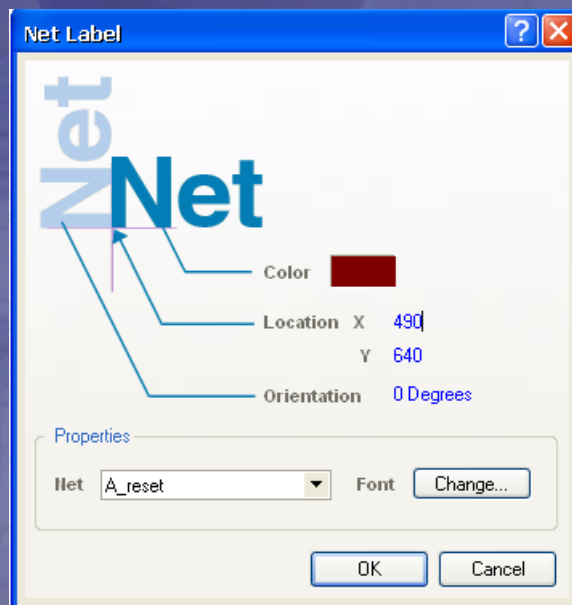 Net Label
Net
Net
Color
Location X 490
Y 640
Orientation 0 Degrees
Properties
Net A_reset Font Change...
OK Cancel